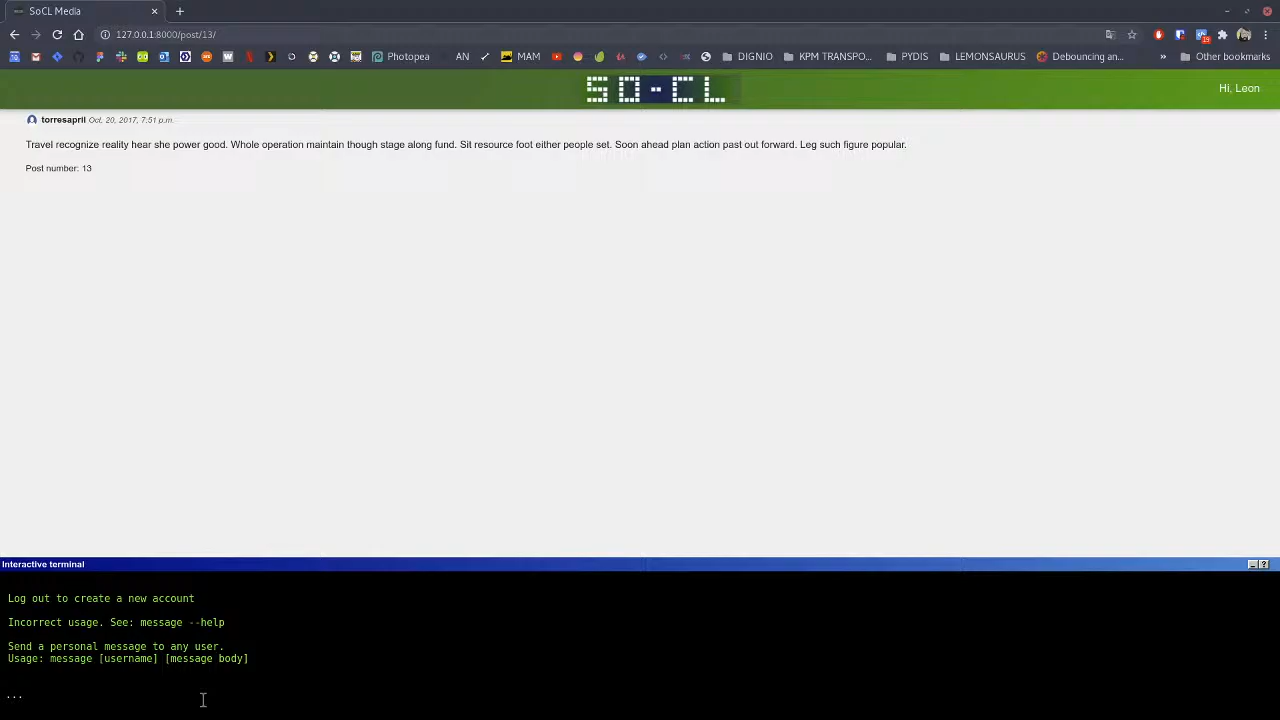 SoCL Media
127.0.0.1:8000/post/13/
19
Photopea
AN
MAM
DIGNIO
KPM TRANSPO...
PYDIS
LEMONSAURUS
Debouncing an...
»
Other bookmarks
SO-CL
Hi, Leon
torresapril Oct. 20, 2017, 7:51 p.m.
Travel recognize reality hear she power good. Whole operation maintain though stage along fund. Sit resource foot either people set. Soon ahead plan action past out forward. Leg such figure popular.
Post number: 13
Interactive terminal
Log out to create a new account
Incorrect usage. See: message --help
Send a personal message to any user.
Usage: message [username] [message body]
...